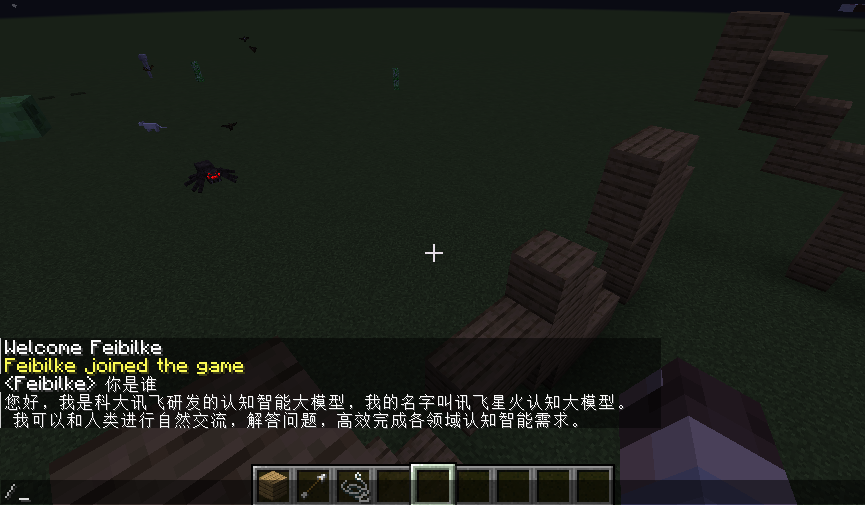 Welcome Feibilke
Feibilke joined the game
<Feibilke> 你是谁
您好，我是科大讯飞研发的认知智能大模型，我的名字叫讯飞星火认知大模型。
我可以和人类进行自然交流，解答问题，高效完成各领域认知智能需求。
/_